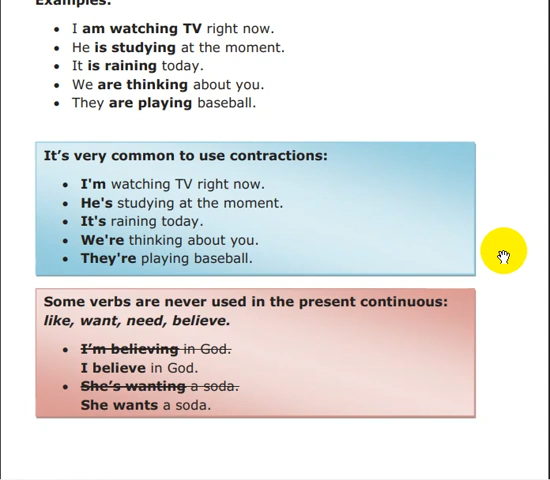 Examples:
• I am watching TV right now.
• He is studying at the moment.
• It is raining today.
• We are thinking about you.
• They are playing baseball.
It's very common to use contractions:
• I'm watching TV right now.
• He's studying at the moment.
• It's raining today.
• We're thinking about you.
• They're playing baseball.
Some verbs are never used in the present continuous:
like, want, need, believe.
• I'm believing in God.
I believe in God.
• She's wanting a soda.
She wants a soda.